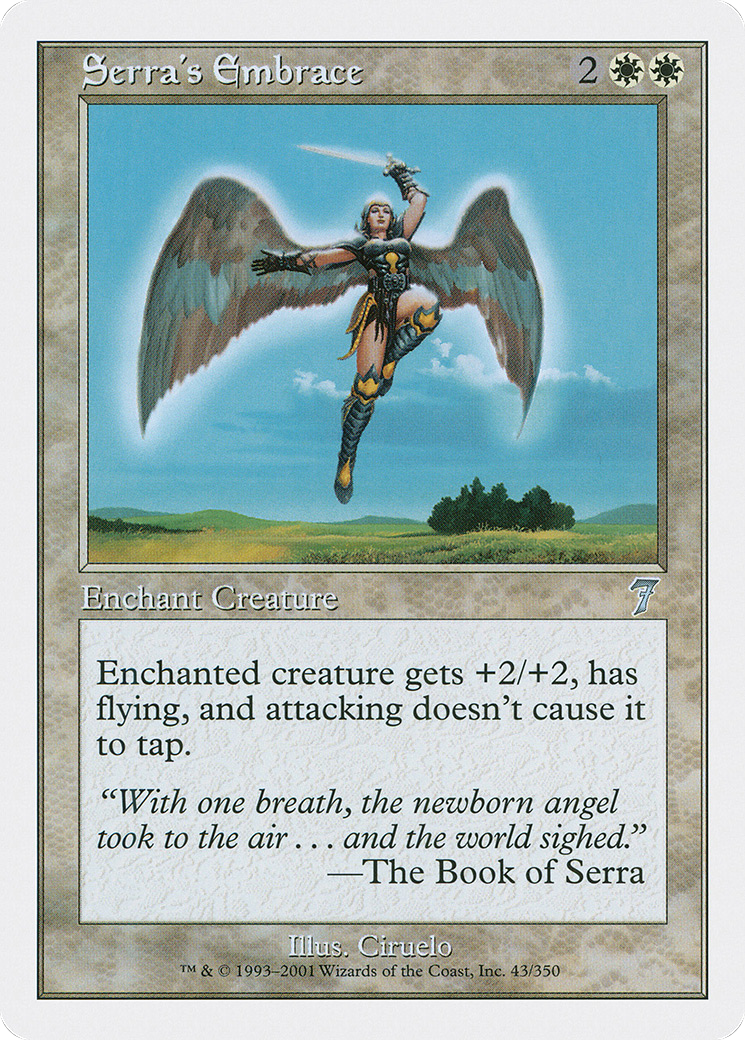 Serra's Embrace 2
Enchant Creature 7
Enchanted creature gets +2/+2, has
flying, and attacking doesn't cause it
to tap.
“With one breath, the newborn angel
took to the air . . . and the world sighed.”
—The Book of Serra
Illus. Ciruelo
™ & © 1993–2001 Wizards of the Coast, Inc. 43/350